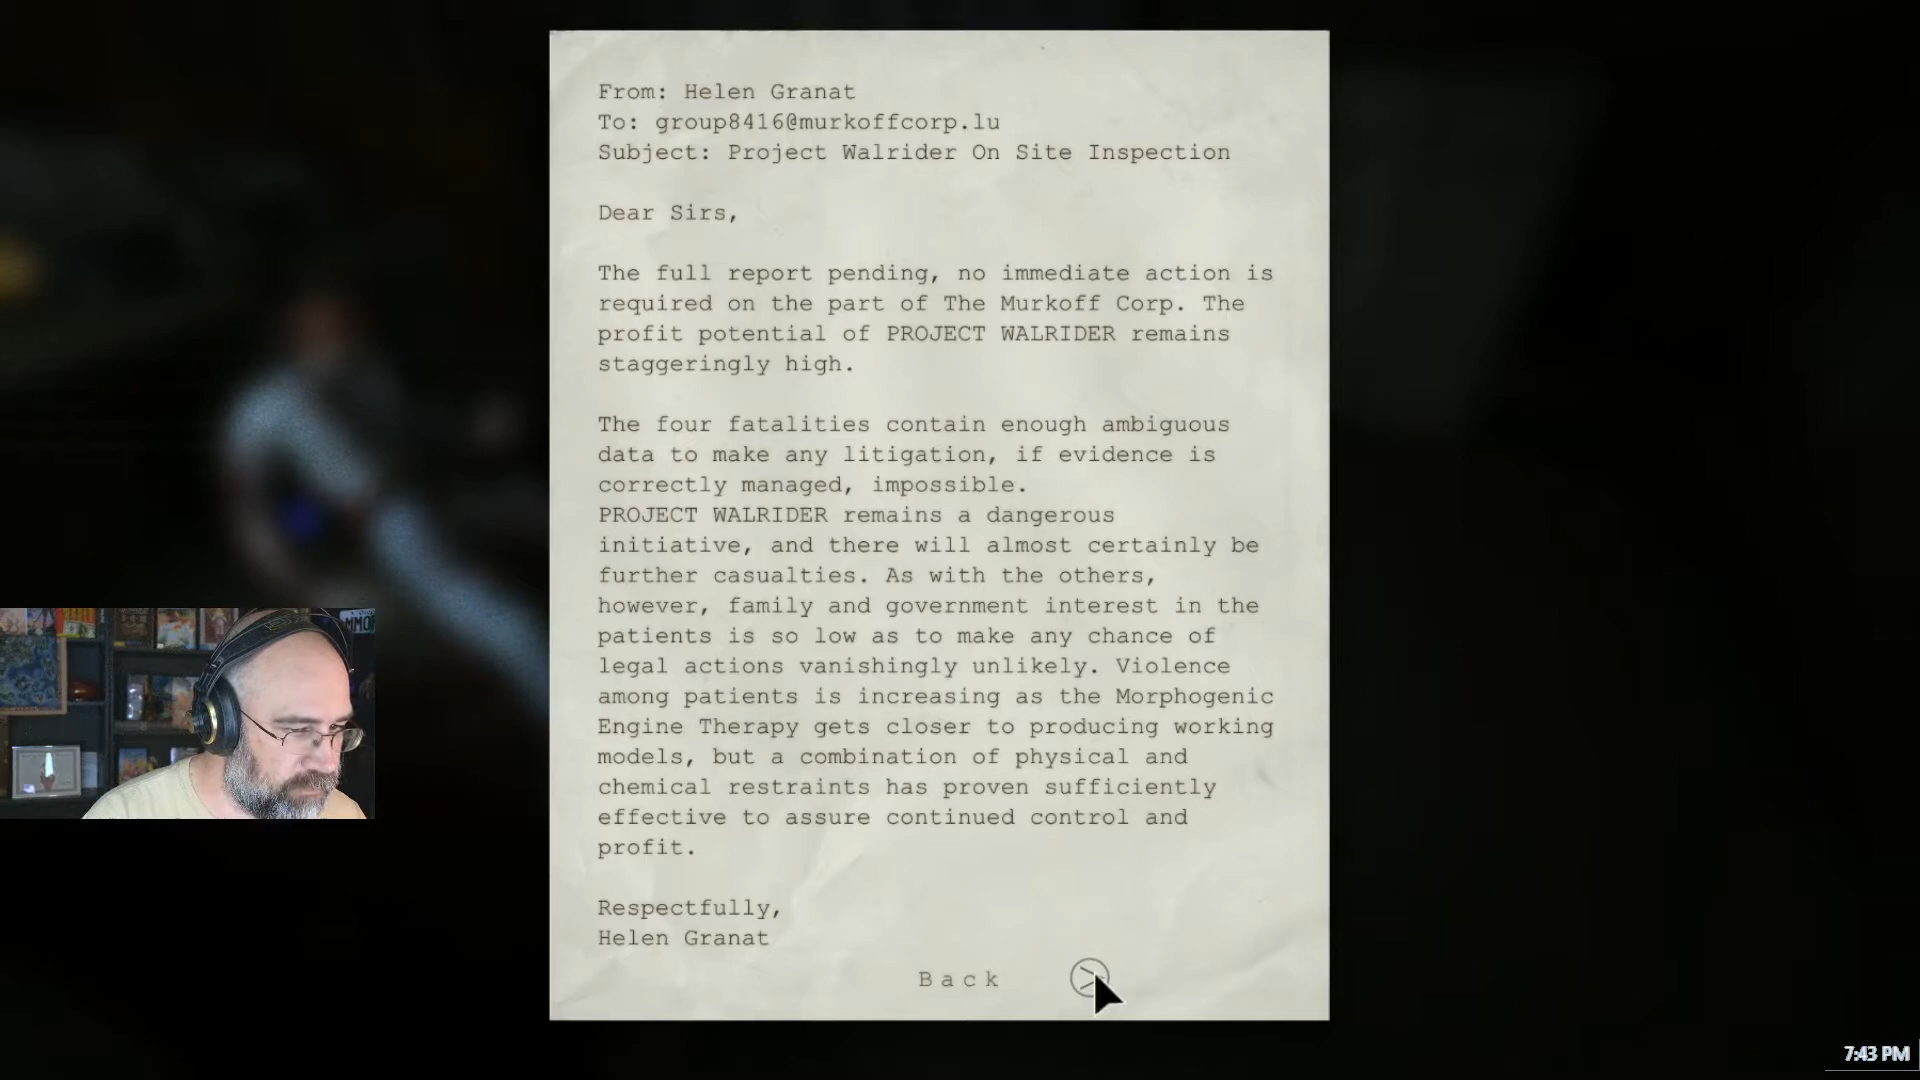 From: Helen Granat
To: group8416@murkoffcorp.lu
Subject: Project Walrider On Site Inspection
Dear Sirs,
The full report pending, no immediate action is
required on the part of The Murkoff Corp. The
profit potential of PROJECT WALRIDER remains
staggeringly high.
The four fatalities contain enough ambiguous
data to make any litigation, if evidence is
correctly managed, impossible.
PROJECT WALRIDER remains a dangerous
initiative, and there will almost certainly be
further casualties. As with the others,
however, family and government interest in the
patients is so low as to make any chance of
legal actions vanishingly unlikely. Violence
among patients is increasing as the Morphogenic
Engine Therapy gets closer to producing working
models, but a combination of physical and
chemical restraints has proven sufficiently
effective to assure continued control and
profit.
Respectfully,
Helen Granat
Back
7:43 PM